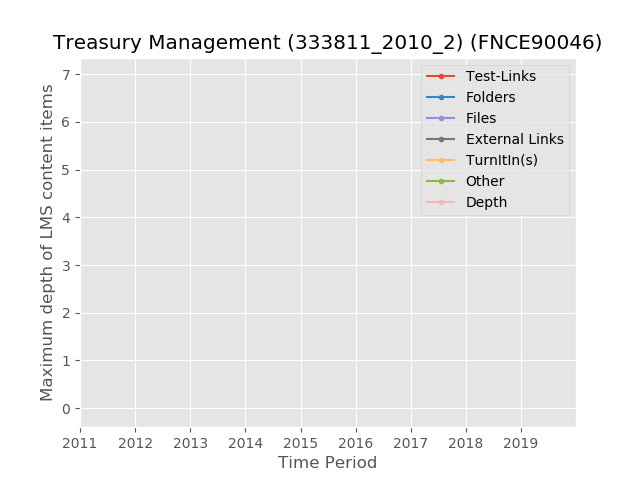 Treasury Management (333811_2010_2) (FNCE90046)
Maximum depth of LMS content items
7
6
5
4
3
2
1
0
Test-Links
Folders
Files
External Links
TurnItIn(s)
Other
Depth
2011 2012 2013 2014 2015 2016 2017 2018 2019
Time Period